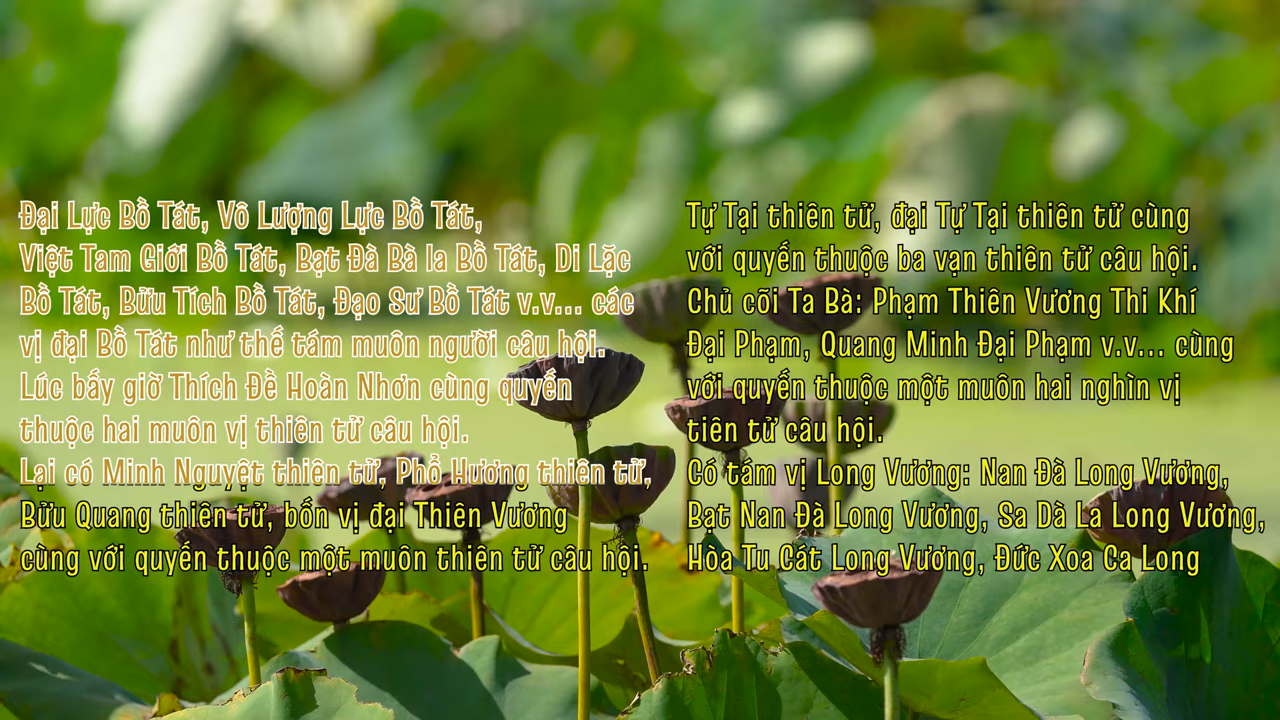 Đại Lực Bồ Tát, Vô Lượng Lực Bồ Tát,
Việt Tam Giới Bồ Tát, Bạt Đà Bà la Bồ Tát, Di Lặc
Bồ Tát, Bửu Tích Bồ Tát, Đạo Sư Bồ Tát v.v... các
vị đại Bồ Tát như thế tám muôn người câu hội.
Lúc bấy giờ Thích Đề Hoàn Nhơn cùng quyến
thuộc hai muôn vị thiên tử câu hội.
Lại có Minh Nguyệt thiên tử, Phổ Hương thiên tử,
Bửu Quang thiên tử, bốn vị đại Thiên Vương
cùng với quyến thuộc một muôn thiên tử câu hội.
Tự Tại thiên tử, đại Tự Tại thiên tử cùng
với quyến thuộc ba vạn thiên tử câu hội.
Chủ cõi Ta Bà: Phạm Thiên Vương Thi Khí
Đại Phạm, Quang Minh Đại Phạm v.v... cùng
với quyến thuộc một muôn hai nghìn vị
tiên tử câu hội.
Có tám vị Long Vương: Nan Đà Long Vương,
Bạt Nan Đà Long Vương, Sa Dà La Long Vương,
Hòa Tu Cát Long Vương, Đức Xoa Ca Long